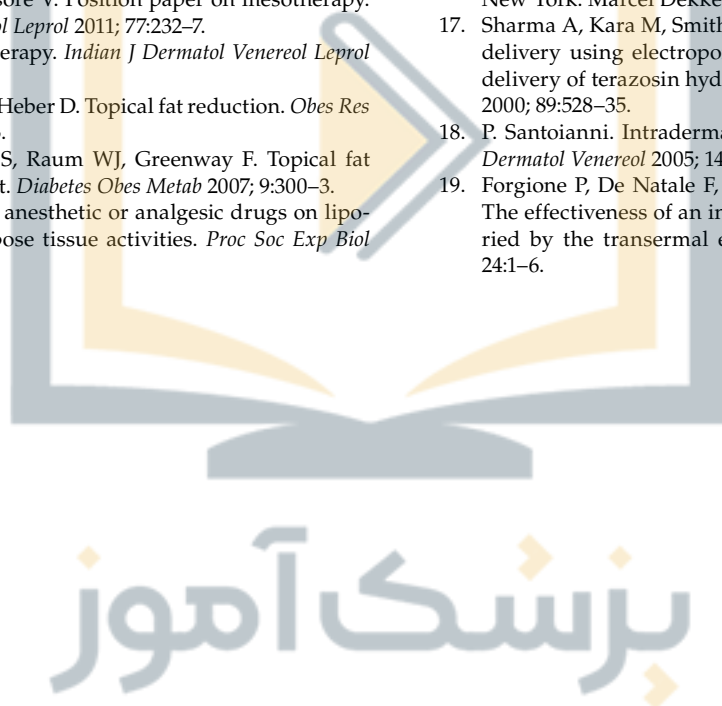 sore V. Position paper on mesotherapy.
ol Leprol 2011; 77:232–7.
erapy. Indian J Dermatol Venereol Leprol
Heber D. Topical fat reduction. Obes Res
S, Raum WJ, Greenway F. Topical fat
t. Diabetes Obes Metab 2007; 9:300–3.
anesthetic or analgesic drugs on lipo-
pose tissue activities. Proc Soc Exp Biol
New York: Marcel Dekke
17. Sharma A, Kara M, Smith
delivery using electropo
delivery of terazosin hyd
2000; 89:528–35.
18. P. Santoianni. Intraderma
Dermatol Venereol 2005; 14
19. Forgione P, De Natale F,
The effectiveness of an in
ried by the transermal e
24:1–6.
پزشک آموز